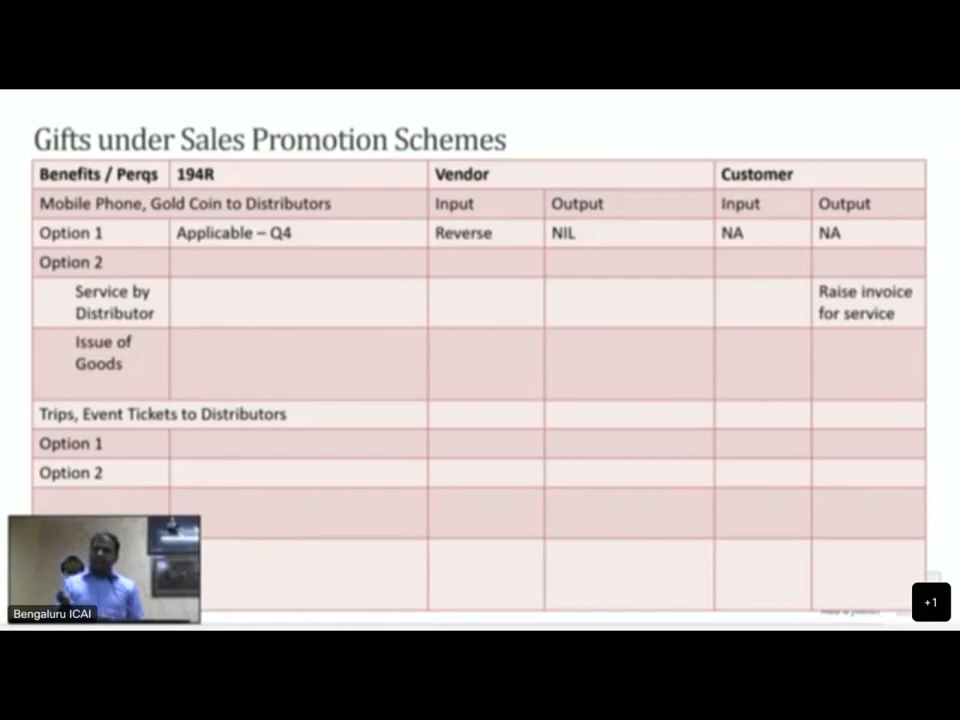 Gifts under Sales Promotion Schemes
Benefits / Perqs 194R Vendor Customer
Mobile Phone, Gold Coin to Distributors Input Output Input Output
Option 1 Applicable – Q4 Reverse NIL NA NA
Option 2
Service by Raise invoice
Distributor for service
Issue of
Goods
Trips, Event Tickets to Distributors
Option 1
Option 2
Bengaluru ICAI
+1